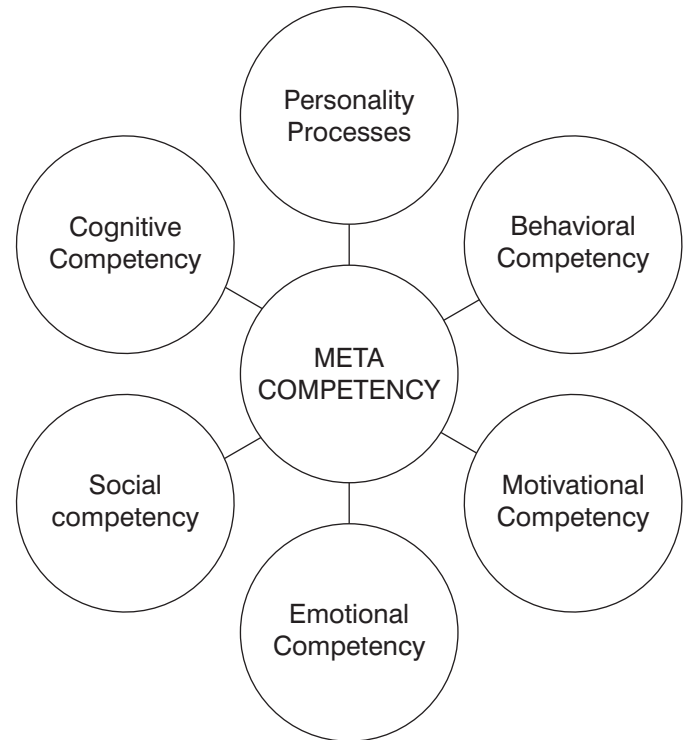 Personality
Processes
Cognitive
Competency
Behavioral
Competency
META
COMPETENCY
Social
competency
Motivational
Competency
Emotional
Competency